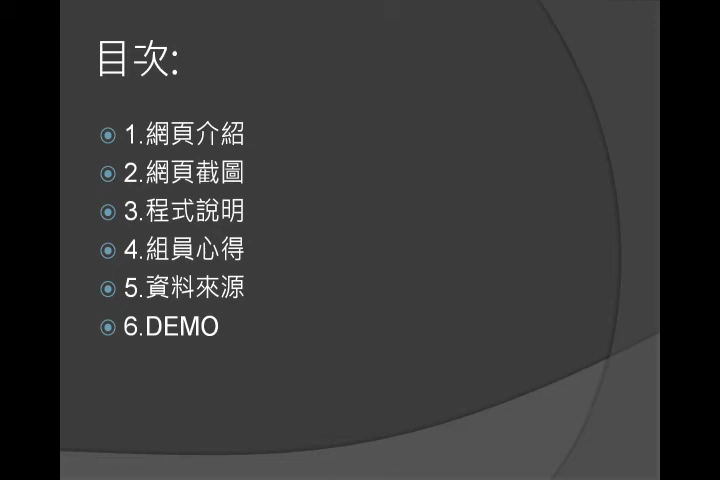 目次:
1.網頁介紹
2.網頁截圖
3.程式說明
4.組員心得
5.資料來源
6.DEMO